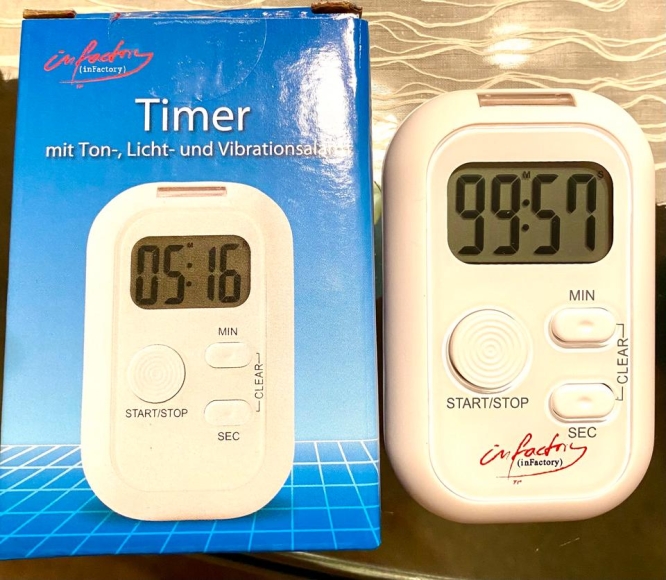 infactory
(inFactory)
Timer
mit Ton-, Licht- und Vibrationsalarm
05:16
MIN
CLEAR
START/STOP
SEC
M S
99:57
MIN
CLEAR
START/STOP
SEC
infactory
(inFactory)